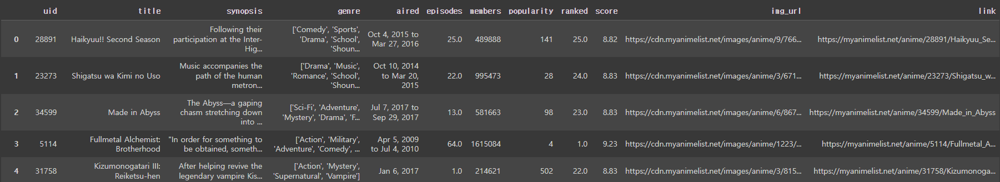 uid title synopsis genre aired episodes members popularity ranked score img_url link
0 28891 Haikyuu!! Second Season Following their participation at the Inter-Hig... ['Comedy', 'Sports', 'Drama', 'School', 'Shoun... Oct 4, 2015 to Mar 27, 2016 25.0 489888 141 25.0 8.82 https://cdn.myanimelist.net/images/anime/9/766... https://myanimelist.net/anime/28891/Haikyuu_Se...
1 23273 Shigatsu wa Kimi no Uso Music accompanies the path of the human metron... ['Drama', 'Music', 'Romance', 'School', 'Shoun... Oct 10, 2014 to Mar 20, 2015 22.0 995473 28 24.0 8.83 https://cdn.myanimelist.net/images/anime/3/671... https://myanimelist.net/anime/23273/Shigatsu_w...
2 34599 Made in Abyss The Abyss—a gaping chasm stretching down into ... ['Sci-Fi', 'Adventure', 'Mystery', 'Drama', 'F... Jul 7, 2017 to Sep 29, 2017 13.0 581663 98 23.0 8.83 https://cdn.myanimelist.net/images/anime/6/867... https://myanimelist.net/anime/34599/Made_in_Abyss
3 5114 Fullmetal Alchemist: Brotherhood "In order for something to be obtained, someth... ['Action', 'Military', 'Adventure', 'Comedy', ... Apr 5, 2009 to Jul 4, 2010 64.0 1615084 4 1.0 9.23 https://cdn.myanimelist.net/images/anime/1223/... https://myanimelist.net/anime/5114/Fullmetal_A...
4 31758 Kizumonogatari III: Reiketsu-hen After helping revive the legendary vampire Kis... ['Action', 'Mystery', 'Supernatural', 'Vampire'] Jan 6, 2017 1.0 214621 502 22.0 8.83 https://cdn.myanimelist.net/images/anime/3/815... https://myanimelist.net/anime/31758/Kizumonoga...